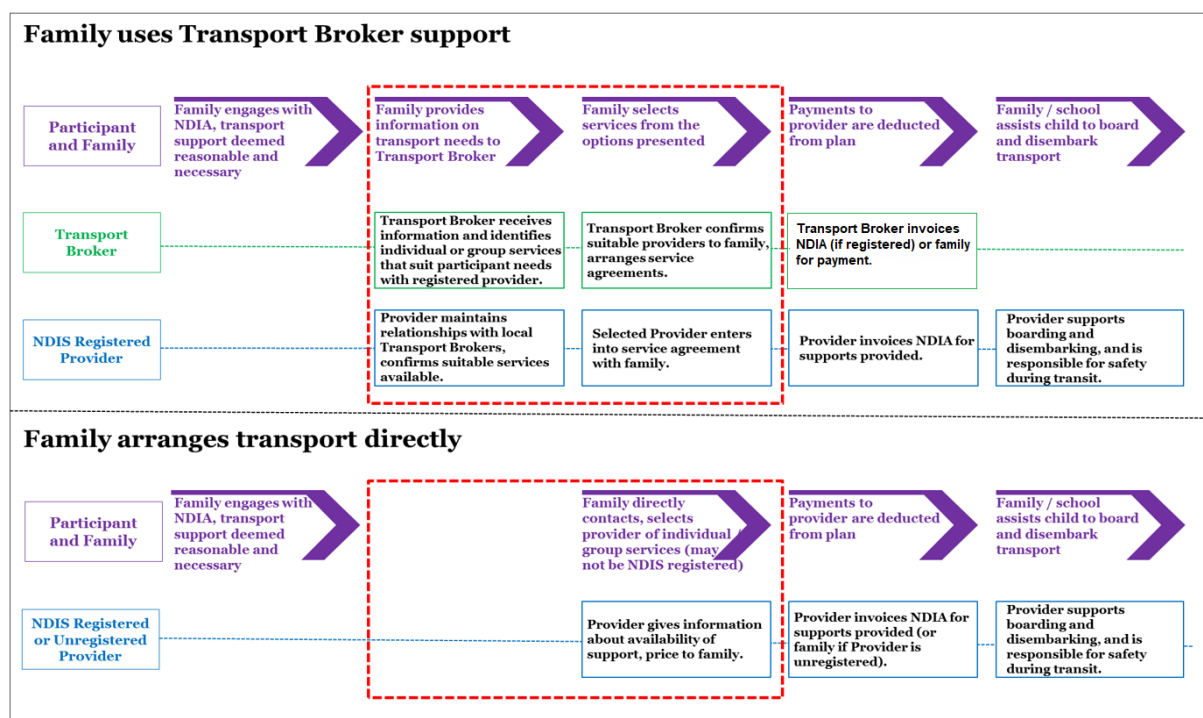 Family uses Transport Broker support
Participant
and Family
Family engages with
NDIA, transport
support deemed
reasonable and
necessary
Family provides
information on
transport needs to
Transport Broker
Family selects
services from the
options presented
Payments to
provider are deducted
from plan
Family / school
assists child to board
and disembark
transport
Transport
Broker
Transport Broker receives
information and identifies
individual or group services
that suit participant needs
with registered provider.
Transport Broker confirms
suitable providers to family,
arranges service
agreements.
Transport Broker invoices
NDIA (if registered) or family
for payment.
NDIS Registered
Provider
Provider maintains
relationships with local
Transport Brokers,
confirms suitable services
available.
Selected Provider enters
into service agreement
with family.
Provider invoices NDIA for
supports provided.
Provider supports
boarding and
disembarking, and is
responsible for safety
during transit.
Family arranges transport directly
Participant
and Family
Family engages with
NDIA, transport
support deemed
reasonable and
necessary
Family directly
contacts, selects
provider of individual /
group services (may
not be NDIS registered)
Payments to
provider are deducted
from plan
Family / school
assists child to board
and disembark
transport
NDIS Registered
or Unregistered
Provider
Provider gives information
about availability of
support, price to family.
Provider invoices NDIA for
supports provided (or
family if Provider is
unregistered).
Provider supports
boarding and
disembarking, and is
responsible for safety
during transit.